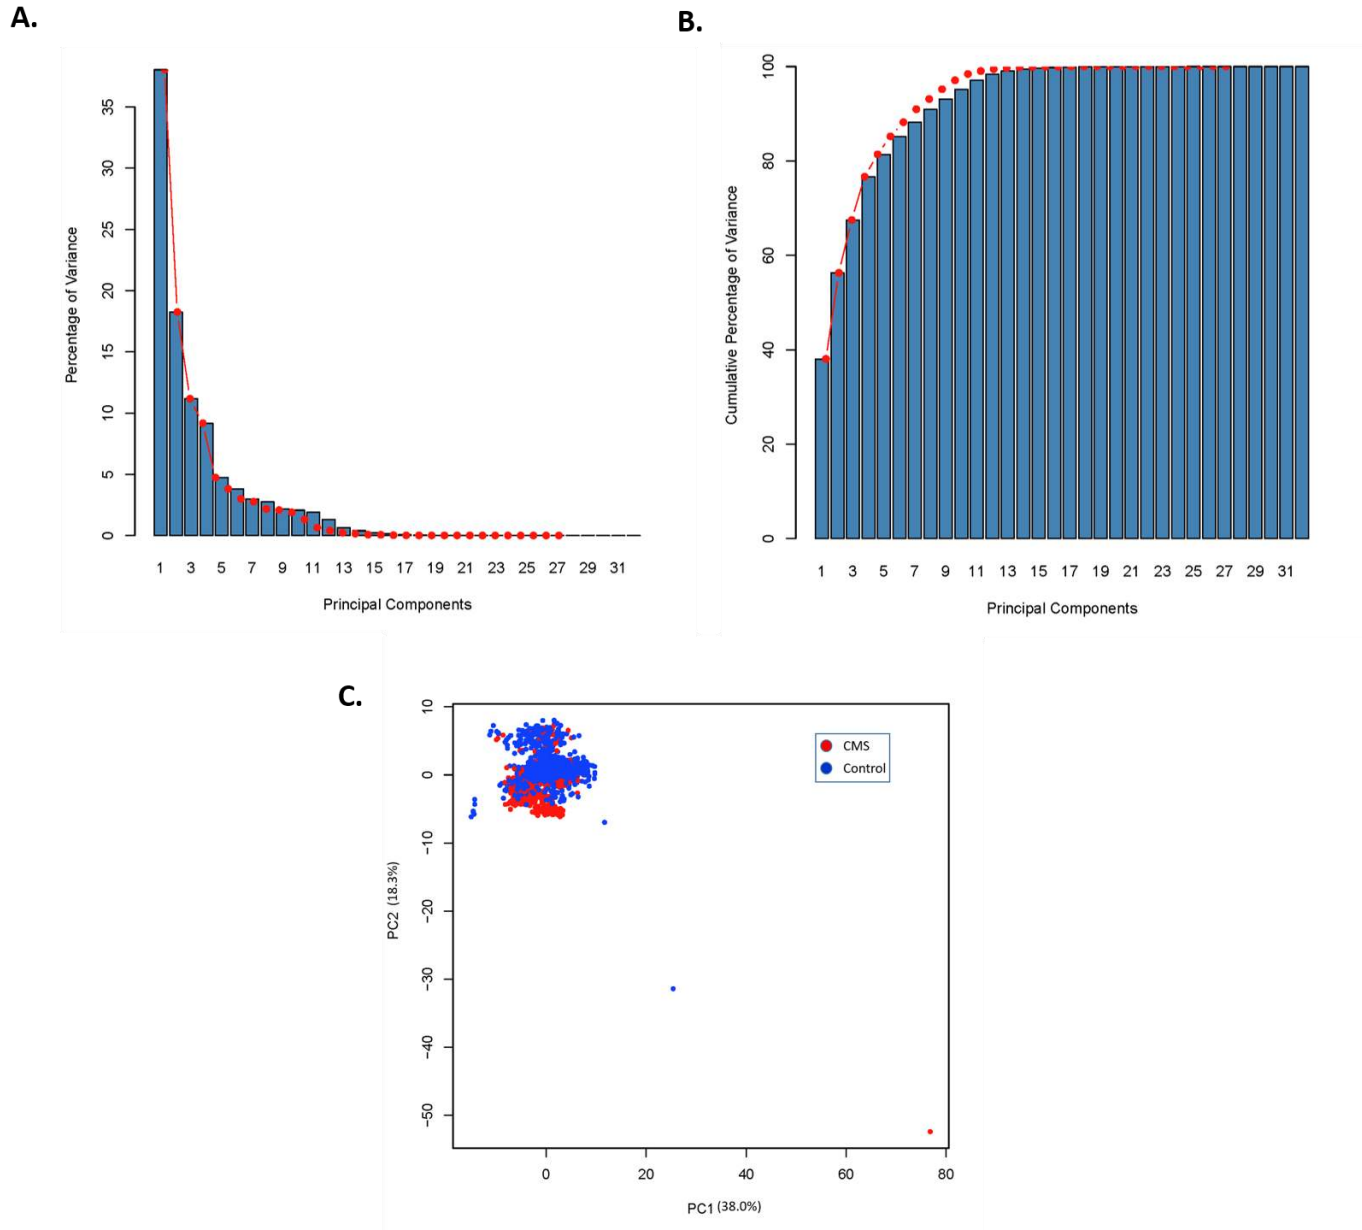 A.
Percentage of Variance
35
30
25
20
15
10
5
0
1 3 5 7 9 11 13 15 17 19 21 23 25 27 29 31
Principal Components
B.
Cumulative Percentage of Variance
100
80
60
40
20
0
1 3 5 7 9 11 13 15 17 19 21 23 25 27 29 31
Principal Components
C.
PC2 (18.3%)
10
0
−10
−20
−30
−40
−50
CMS
Control
0 20 40 60 80
PC1 (38.0%)